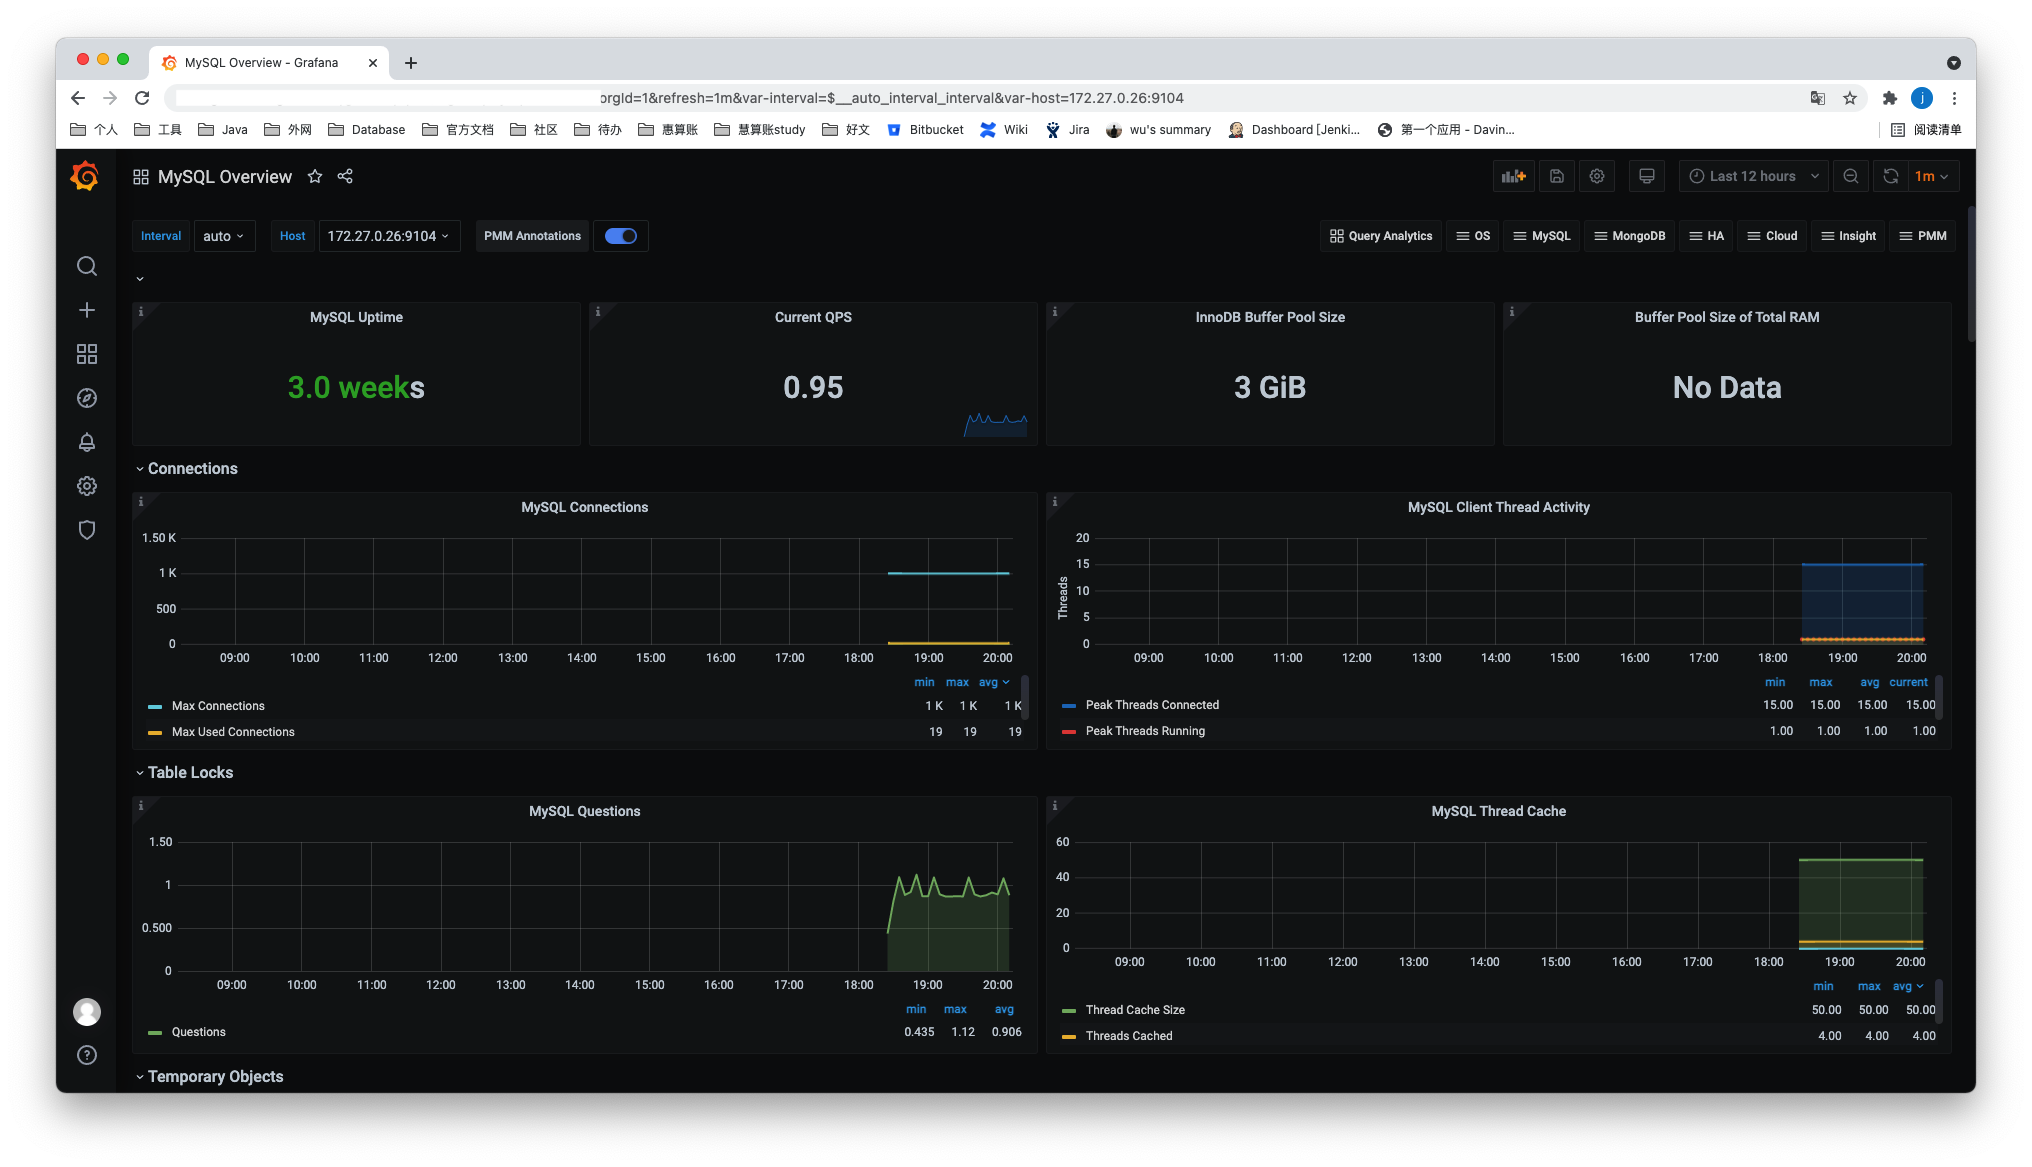 MySQL Overview - Grafana
orgId=1&refresh=1m&var-interval=$__auto_interval_interval&var-host=172.27.0.26:9104
j
个人 工具 Java 外网 Database 官方文档 社区 待办 惠算账 慧算账study 好文 Bitbucket Wiki Jira wu's summary Dashboard [Jenki... 第一个应用 - Davin... 阅读清单
MySQL Overview
Last 12 hours 1m
Interval auto Host 172.27.0.26:9104 PMM Annotations
Query Analytics OS MySQL MongoDB HA Cloud Insight PMM
MySQL Uptime
3.0 weeks
Current QPS
0.95
InnoDB Buffer Pool Size
3 GiB
Buffer Pool Size of Total RAM
No Data
Connections
MySQL Connections
1.50 K
1 K
500
0
09:00 10:00 11:00 12:00 13:00 14:00 15:00 16:00 17:00 18:00 19:00 20:00
min max avg
Max Connections 1 K 1 K 1 K
Max Used Connections 19 19 19
MySQL Client Thread Activity
Threads
20
15
10
5
0
09:00 10:00 11:00 12:00 13:00 14:00 15:00 16:00 17:00 18:00 19:00 20:00
min max avg current
Peak Threads Connected 15.00 15.00 15.00 15.00
Peak Threads Running 1.00 1.00 1.00 1.00
Table Locks
MySQL Questions
1.50
1
0.500
0
09:00 10:00 11:00 12:00 13:00 14:00 15:00 16:00 17:00 18:00 19:00 20:00
min max avg
Questions 0.435 1.12 0.906
MySQL Thread Cache
60
40
20
0
09:00 10:00 11:00 12:00 13:00 14:00 15:00 16:00 17:00 18:00 19:00 20:00
min max avg
Thread Cache Size 50.00 50.00 50.00
Threads Cached 4.00 4.00 4.00
Temporary Objects